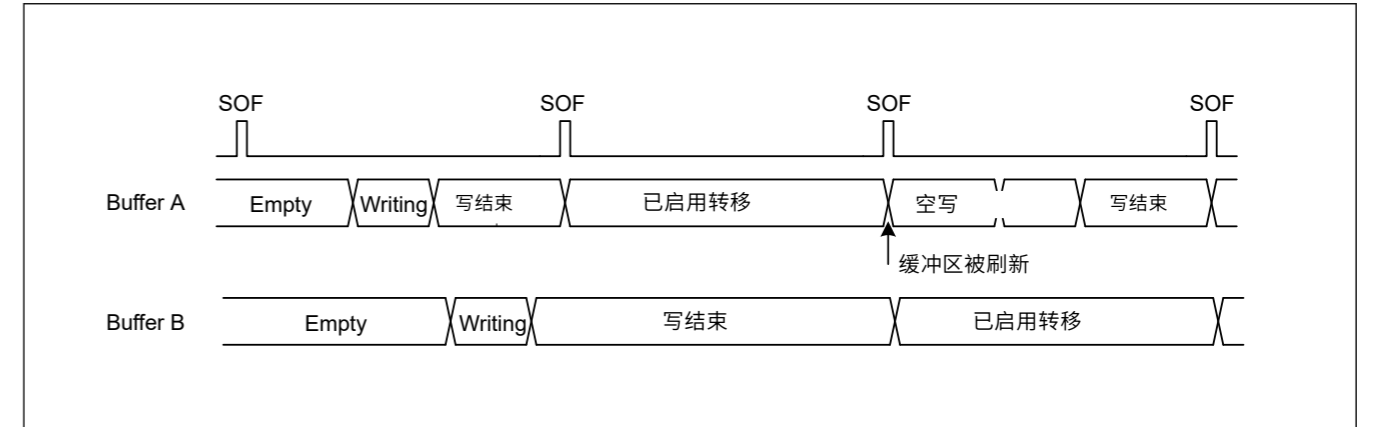 SOF SOF SOF SOF
Buffer A Empty Writing 写结束 已启用转移 空写 写结束
缓冲区被刷新
Buffer B Empty Writing 写结束 已启用转移